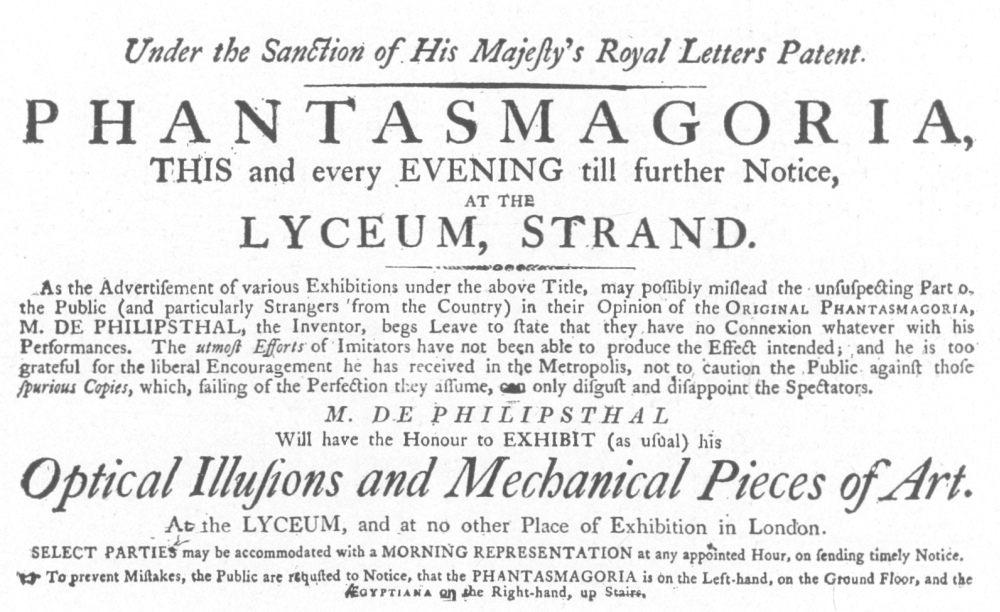 Under the Sanction of His Majeſty's Royal Letters Patent.
PHANTASMAGORIA,
THIS and every EVENING till further Notice,
AT THE
LYCEUM, STRAND.
As the Advertiſement of various Exhibitions under the above Title, may poſſibly miſlead the unſuſpecting Part o
the Public (and particularly Strangers from the Country) in their Opinion of the ORIGINAL PHANTASMAGORIA,
M. DE PHILIPSTHAL, the Inventor, begs Leave to ſtate that they have no Connexion whatever with his
Performances. The utmoſt Efforts of Imitators have not been able to produce the Effect intended; and he is too
grateful for the liberal Encouragement he has received in the Metropolis, not to caution the Public againſt thoſe
ſpurious Copies, which, failing of the Perfection they aſſume, can only diſguſt and diſappoint the Spectators.
M. DE PHILIPSTHAL
Will have the Honour to EXHIBIT (as uſual) his
Optical Illuſions and Mechanical Pieces of Art.
At the LYCEUM, and at no other Place of Exhibition in London.
SELECT PARTIES may be accommodated with a MORNING REPRESENTATION at any appointed Hour, on ſending timely Notice.
☞ To prevent Miſtakes, the Public are requſted to Notice, that the PHANTASMAGORIA is on the Left-hand, on the Ground Floor, and the
ÆGYPTIANA on the Right-hand, up Stairs.